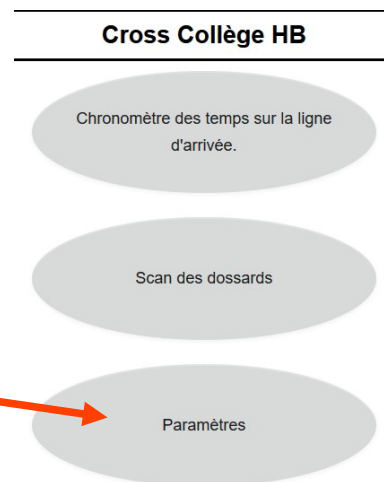 Cross Collège HB
Chronomètre des temps sur la ligne
d'arrivée.
Scan des dossards
Paramètres